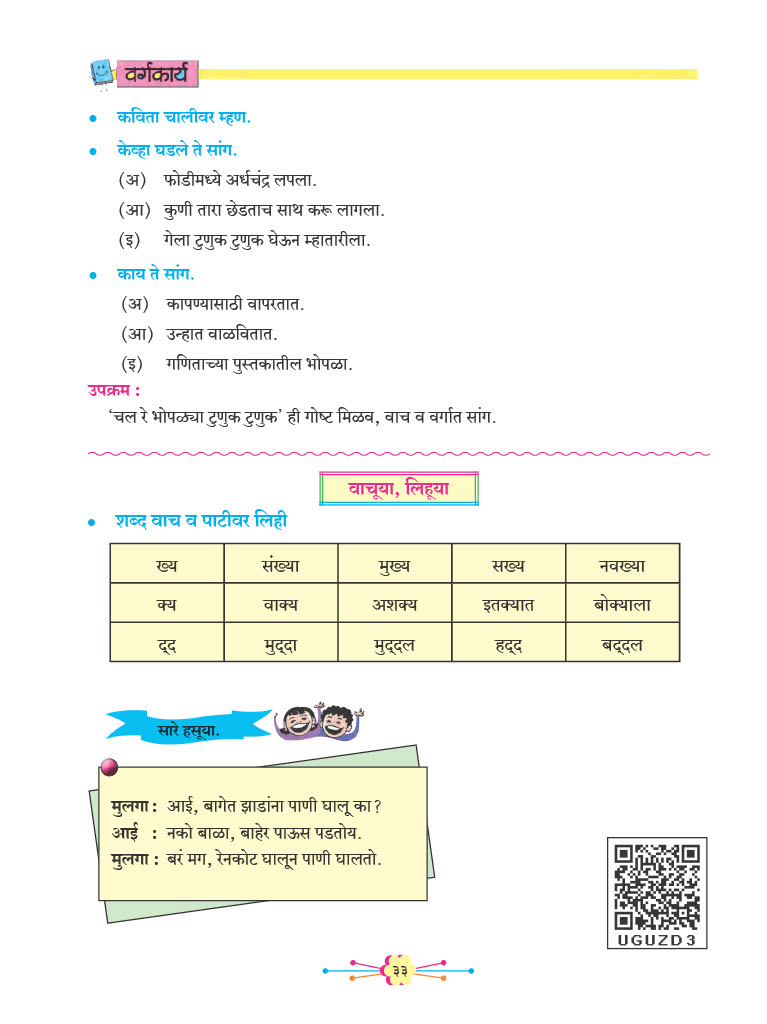 वर्गकार्य
• कविता चालीवर म्हण.
• केव्हा घडले ते सांग.
(अ) फोडीमध्ये अर्धचंद्र लपला.
(आ) कुणी तारा छेडताच साथ करू लागला.
(इ) गेला टुणुक टुणुक घेऊन म्हातारीला.
• काय ते सांग.
(अ) कापण्यासाठी वापरतात.
(आ) उन्हात वाळवितात.
(इ) गणिताच्या पुस्तकातील भोपळा.
उपक्रम :
‘चल रे भोपळ्या टुणुक टुणुक’ ही गोष्ट मिळव, वाच व वर्गात सांग.
वाचूया, लिहूया
• शब्द वाच व पाटीवर लिही
ख्य संख्या मुख्य सख्य नवख्या
क्य वाक्य अशक्य इतक्यात बोक्याला
द्‌द मुद्‌दा मुद्‌दल हद्‌द बद्‌दल
सारे हसूया.
मुलगा : आई, बागेत झाडांना पाणी घालू का?
आई : नको बाळा, बाहेर पाऊस पडतोय.
मुलगा : बरं मग, रेनकोट घालून पाणी घालतो.
UGUZD3
३३